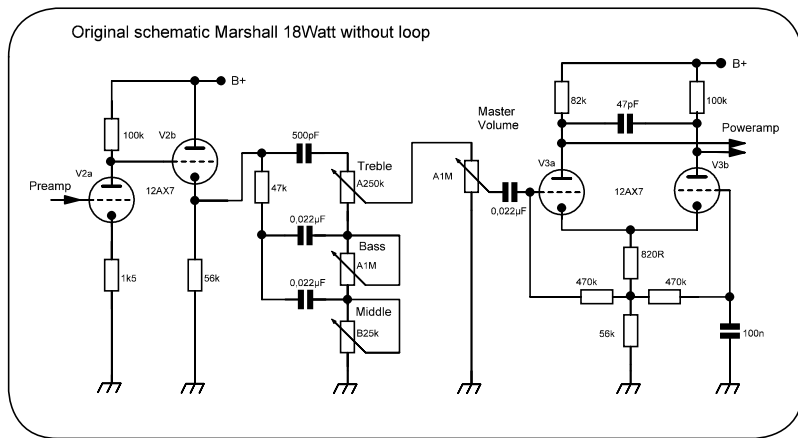 Original schematic Marshall 18Watt without loop
B+
B+
V2b
82k
47pF
100k
100k
500pF
Master
Volume
Poweramp
V2a
Treble
V3a
V3b
Preamp
12AX7
47k
A250k
A1M
12AX7
0,022µF
0,022µF
Bass
820R
A1M
1k5
56k
470k
470k
0,022µF
Middle
B25k
56k
100n